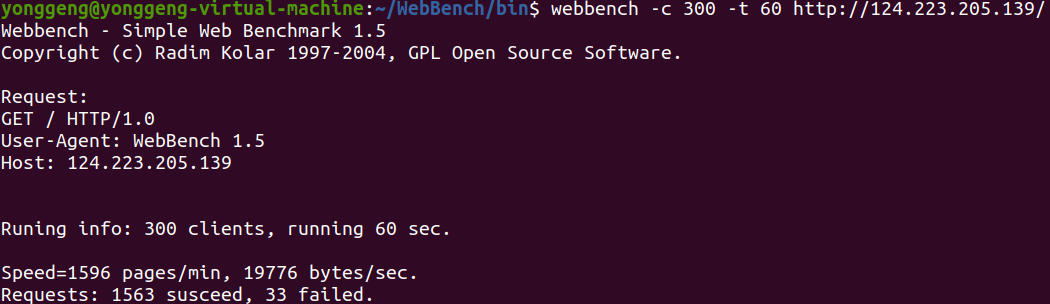 yonggeng@yonggeng-virtual-machine:~/WebBench/bin$ webbench -c 300 -t 60 http://124.223.205.139/
Webbench - Simple Web Benchmark 1.5
Copyright (c) Radim Kolar 1997-2004, GPL Open Source Software.
Request:
GET / HTTP/1.0
User-Agent: WebBench 1.5
Host: 124.223.205.139
Runing info: 300 clients, running 60 sec.
Speed=1596 pages/min, 19776 bytes/sec.
Requests: 1563 susceed, 33 failed.